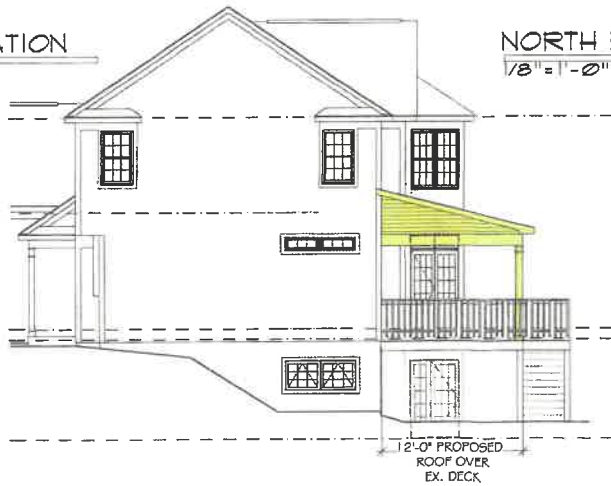 ATION
NORTH
1/8" = 1'-0"
12'-0" PROPOSED
ROOF OVER
EX. DECK